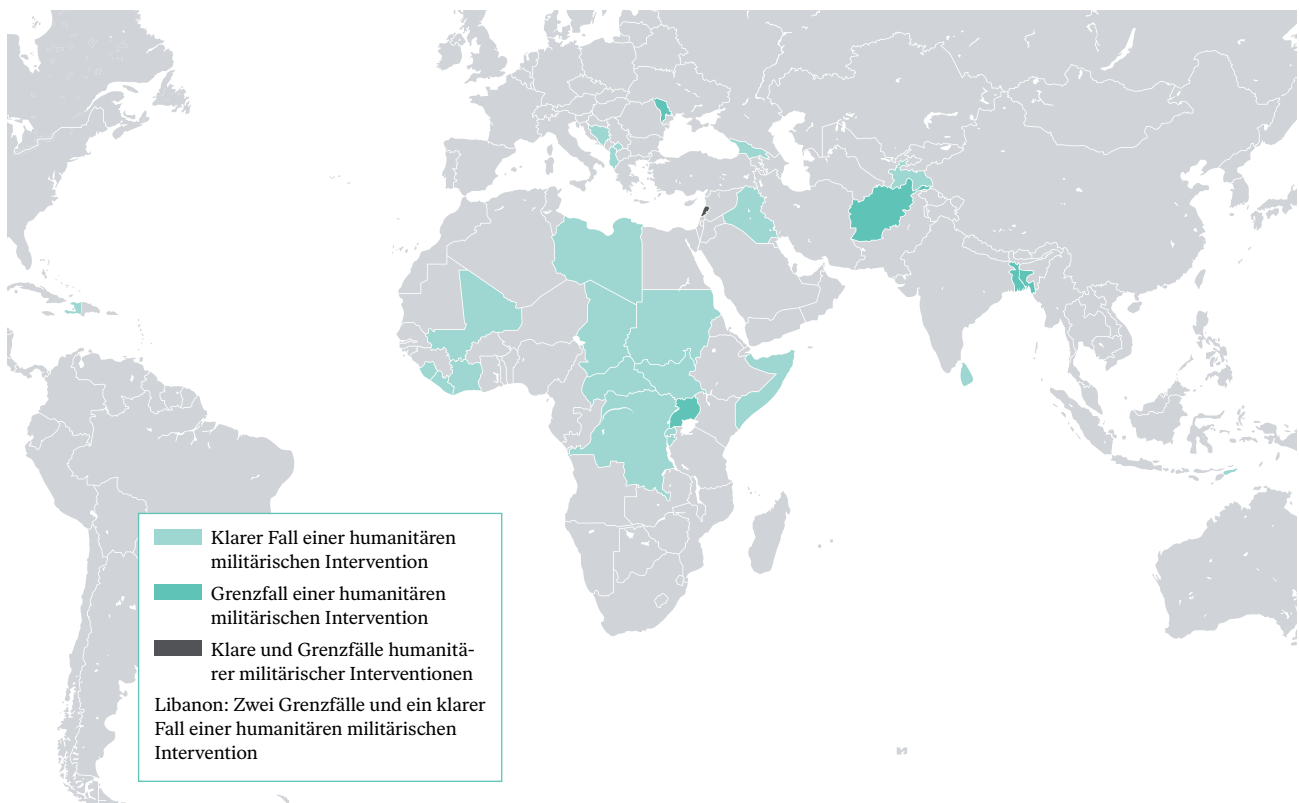 Klarer Fall einer humanitären
militärischen Intervention
Grenzfall einer humanitären
militärischen Intervention
Klare und Grenzfälle humanitä-
rer militärischer Interventionen
Libanon: Zwei Grenzfälle und ein klarer
Fall einer humanitären militärischen
Intervention